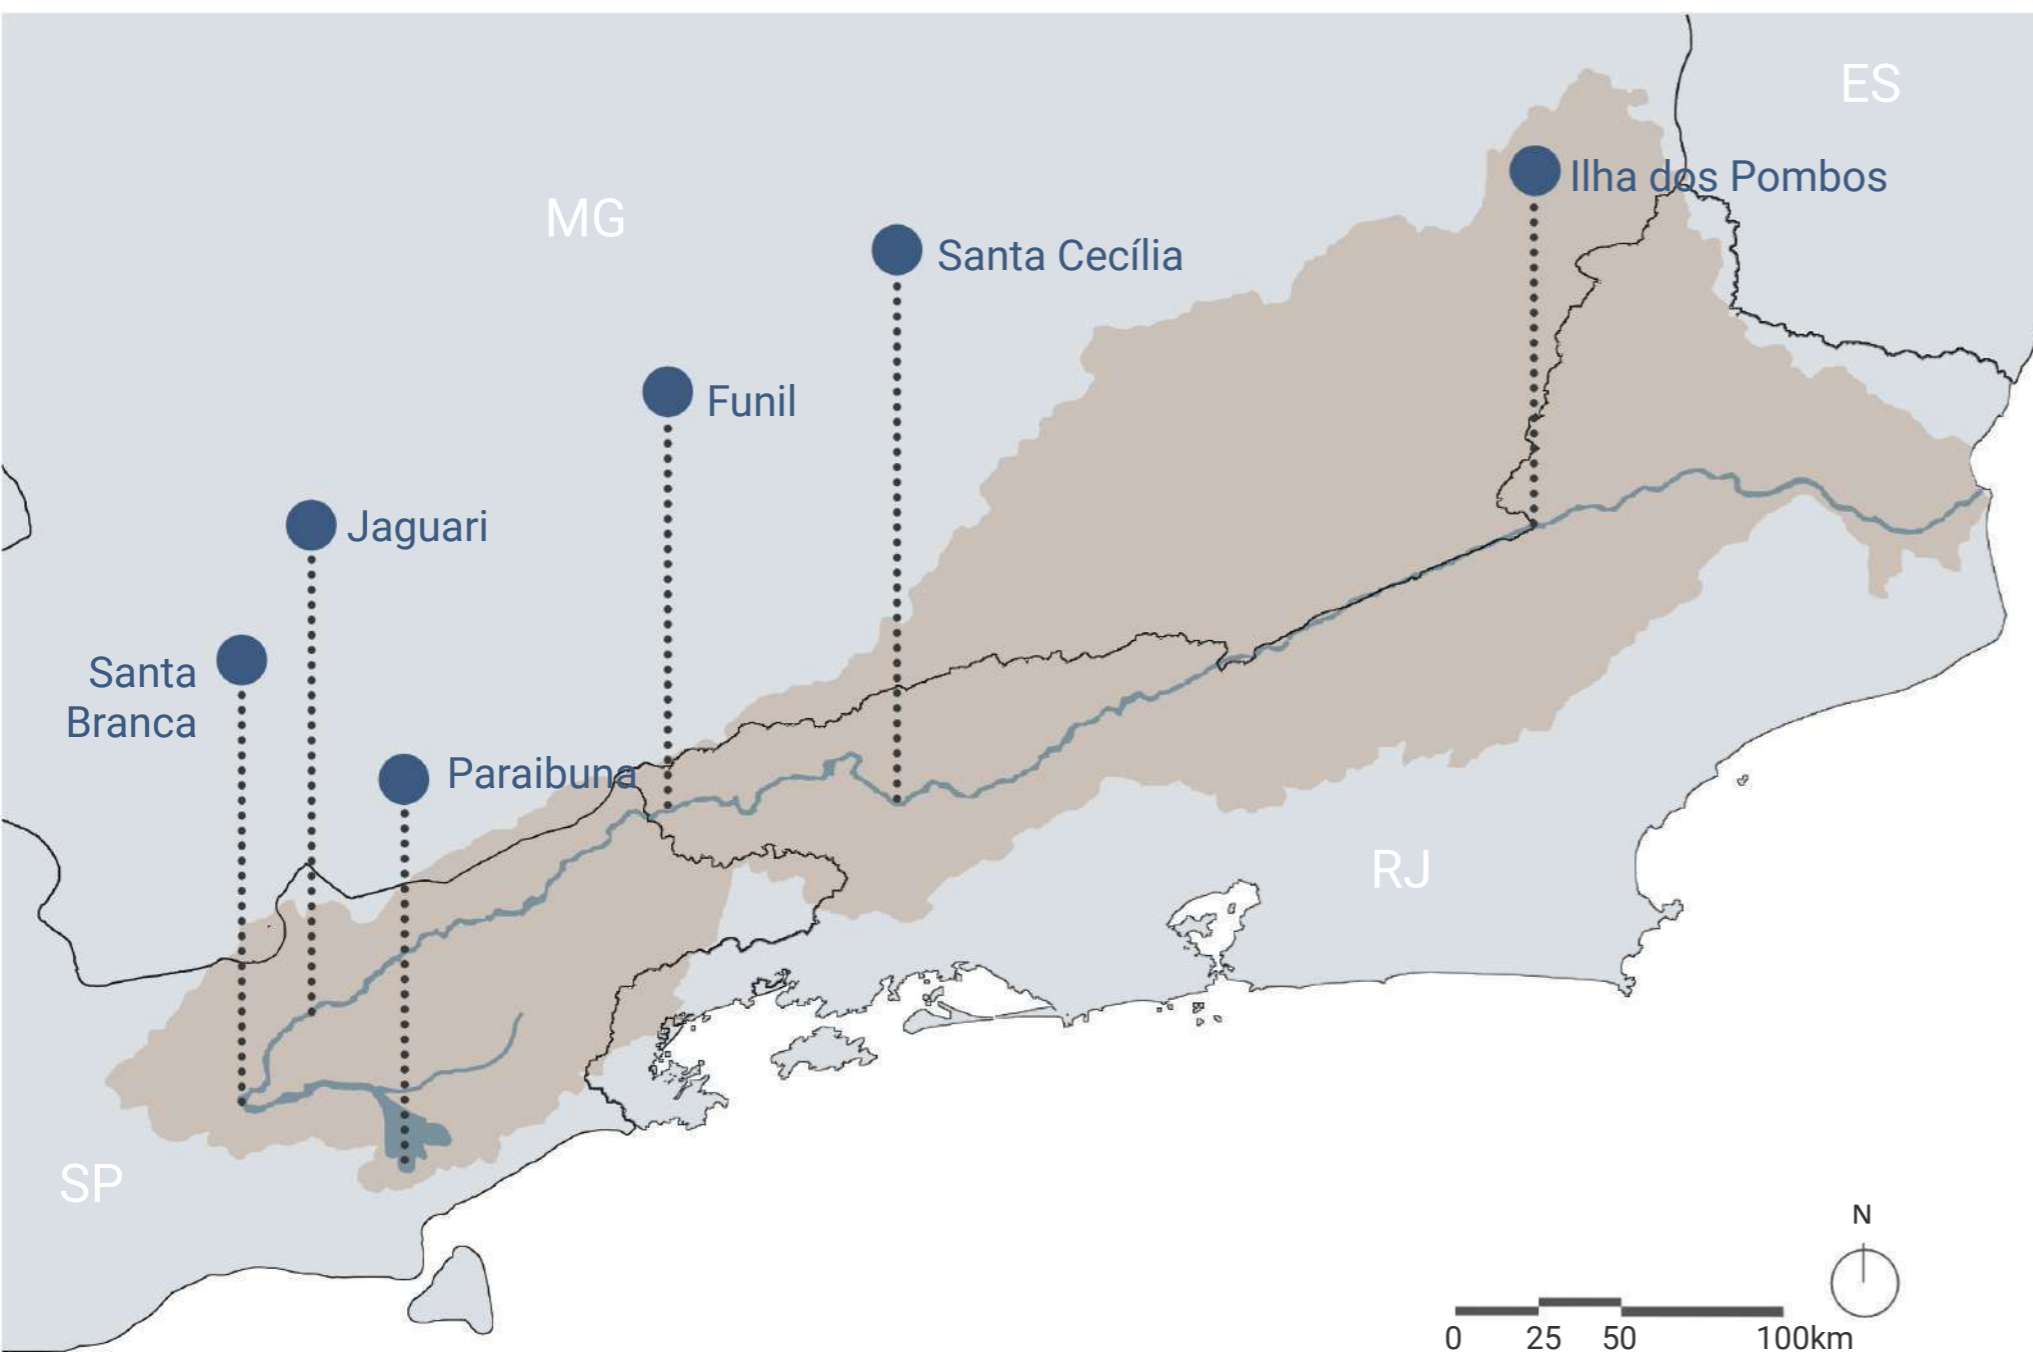 ES
Ilha dos Pombos
MG
Santa Cecília
Funil
Jaguari
Santa
Branca
Paraibuna
RJ
SP
N
0 25 50 100km